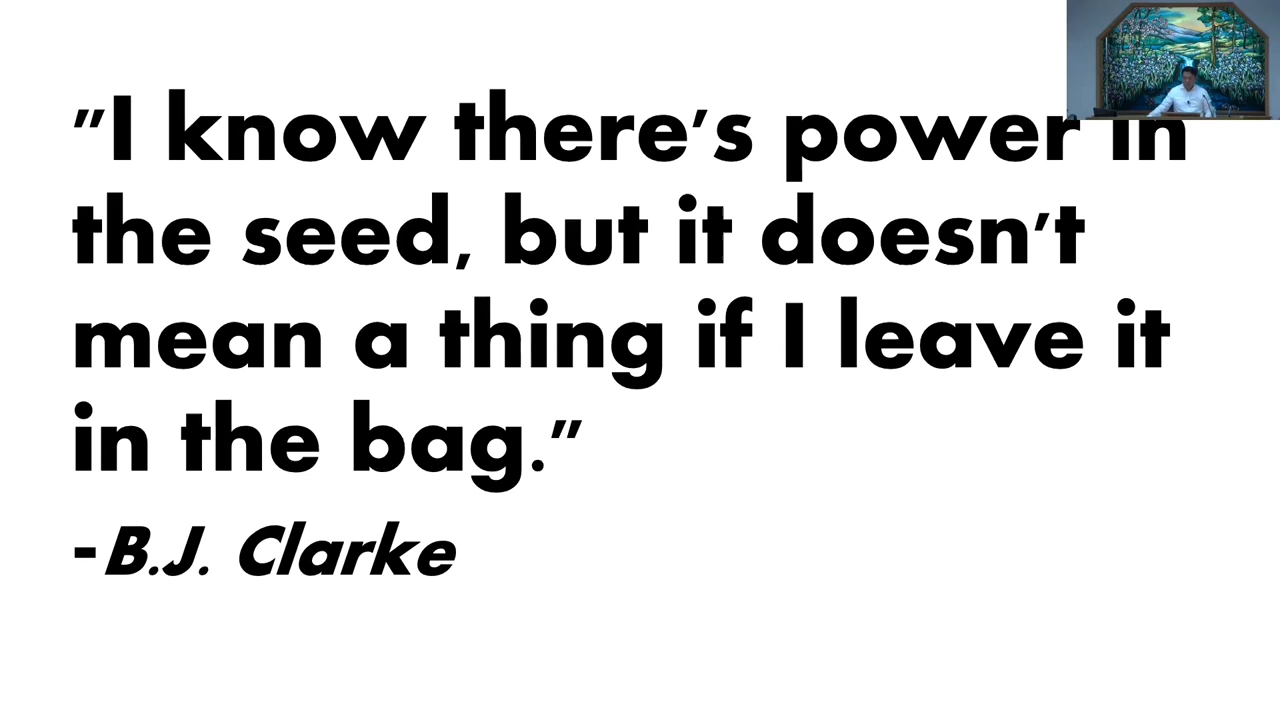 "I know there's power in
the seed, but it doesn't
mean a thing if I leave it
in the bag."
-B.J. Clarke